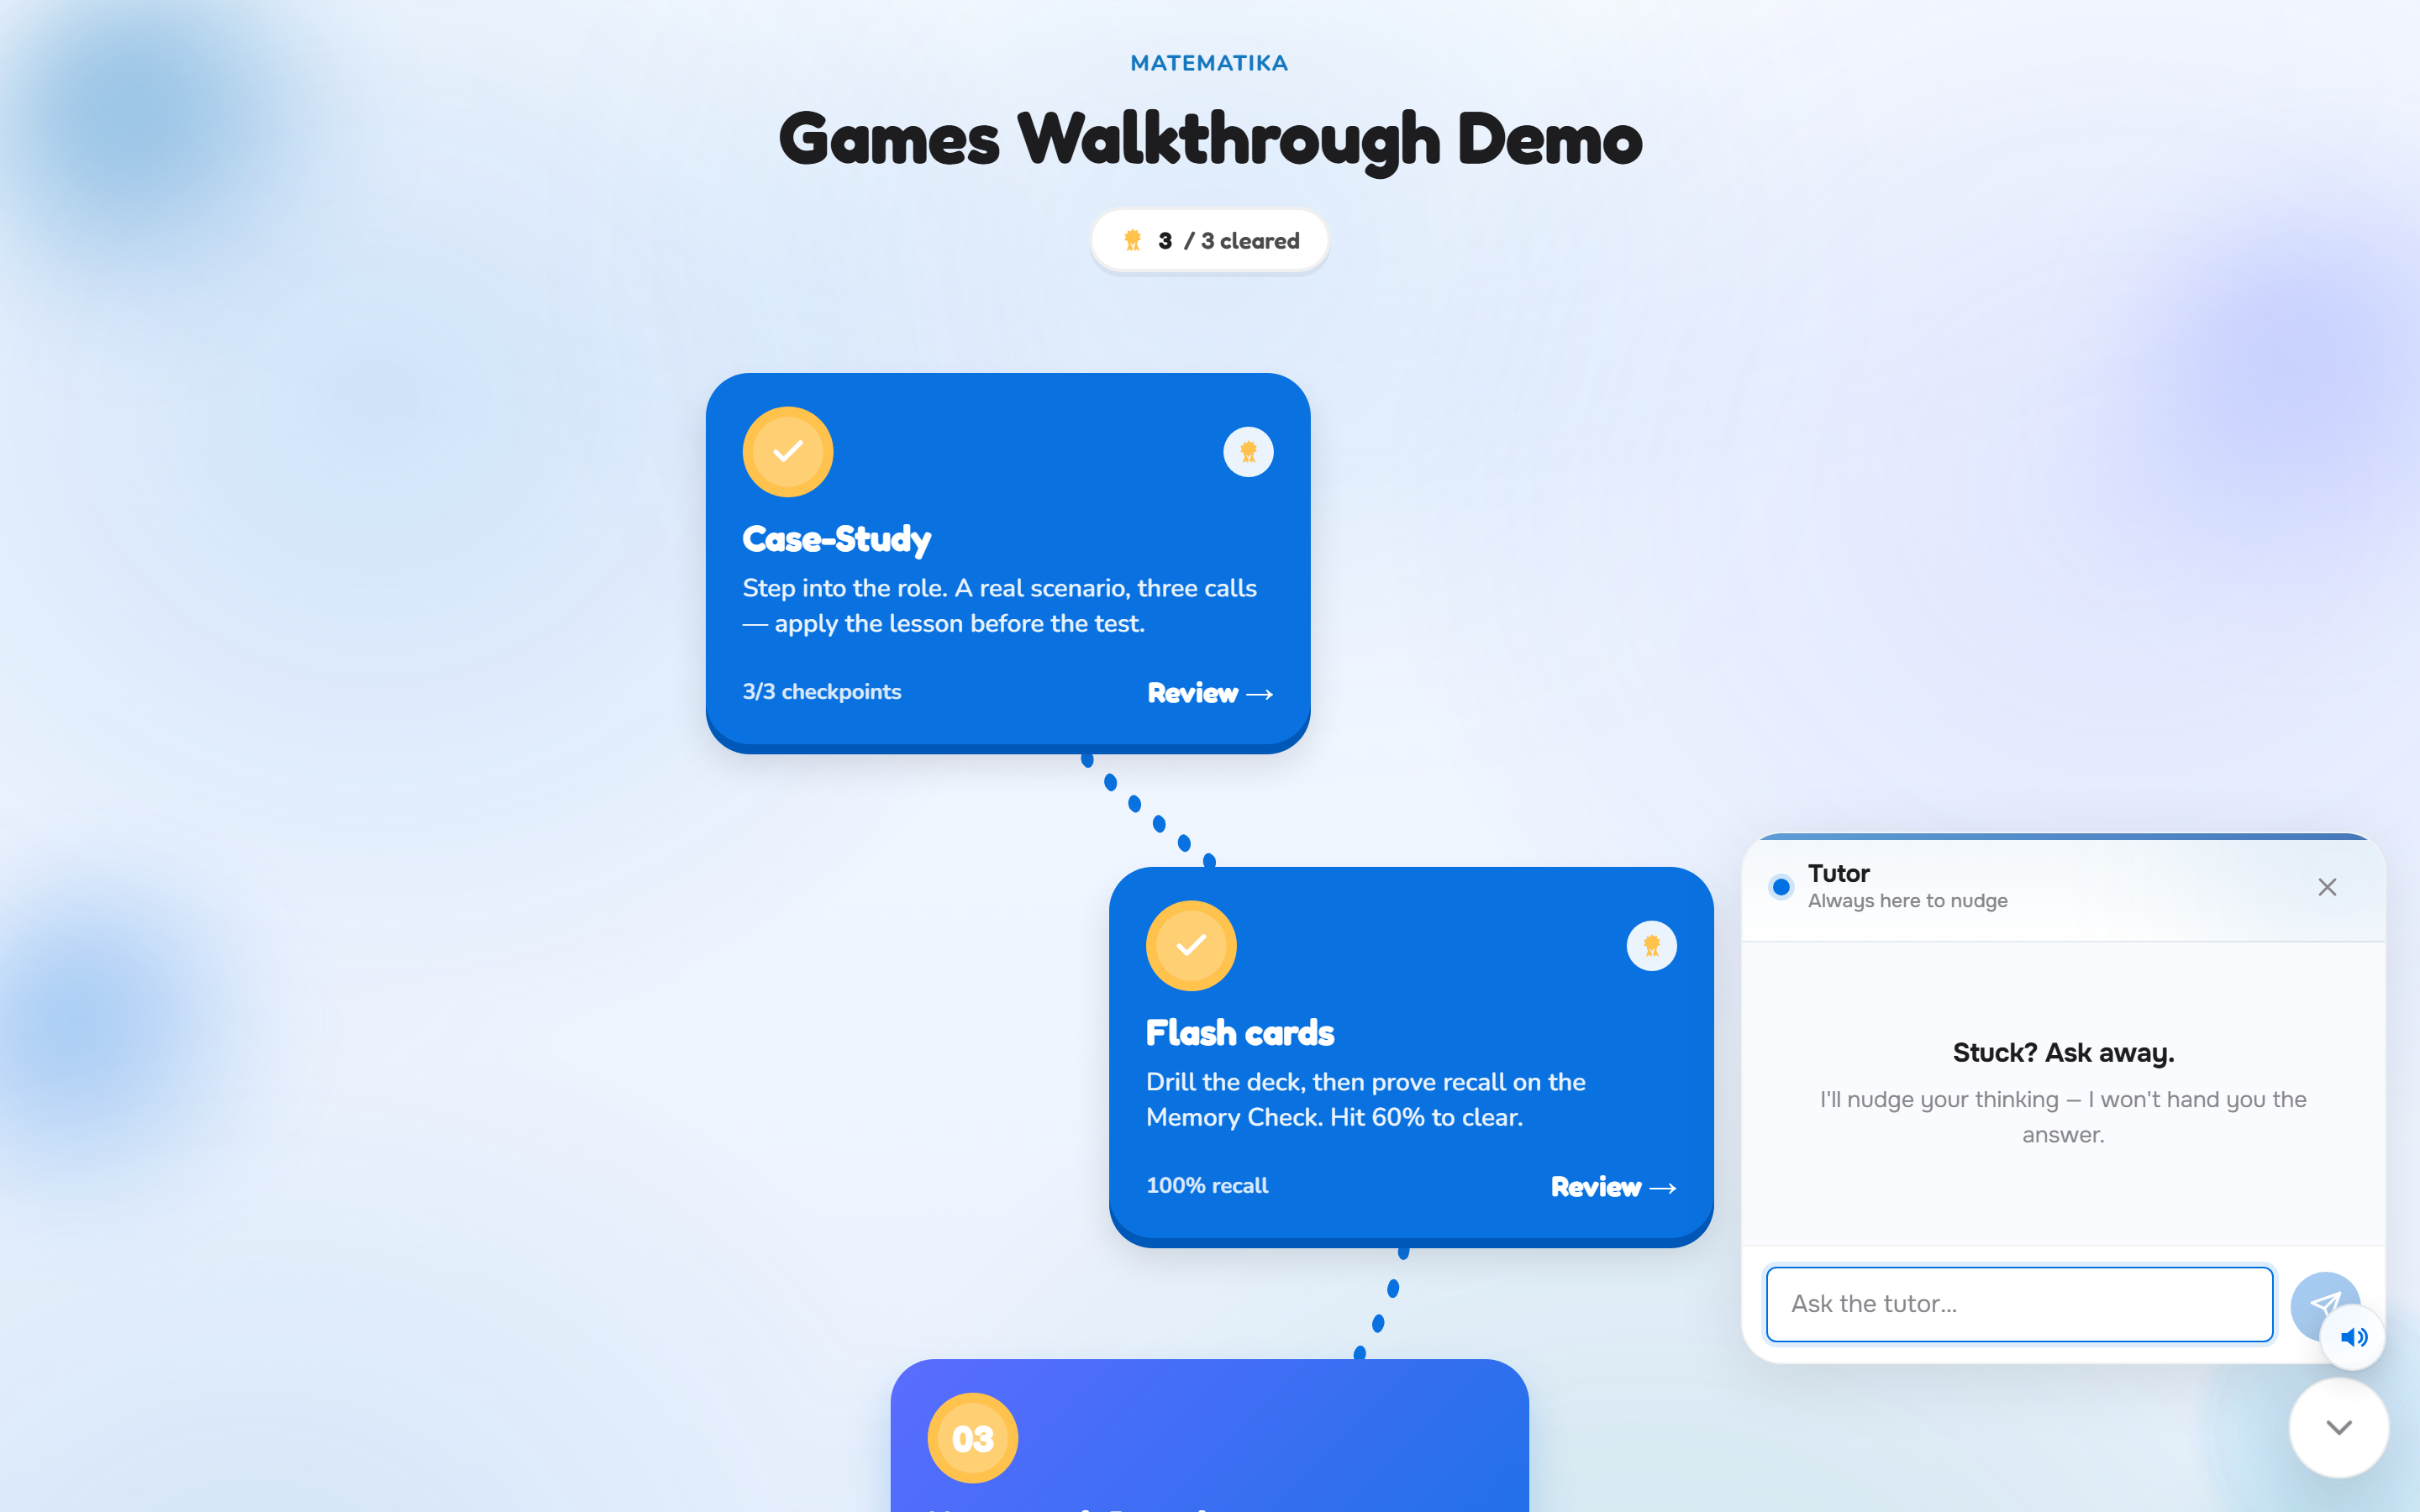 MATEMATIKA
Games Walkthrough Demo
3 / 3 cleared
Case-Study
Step into the role. A real scenario, three calls
— apply the lesson before the test.
3/3 checkpoints
Review →
Flash cards
Drill the deck, then prove recall on the
Memory Check. Hit 60% to clear.
100% recall
Review →
03
Tutor
Always here to nudge
Stuck? Ask away.
I'll nudge your thinking – I won't hand you the
answer.
Ask the tutor...